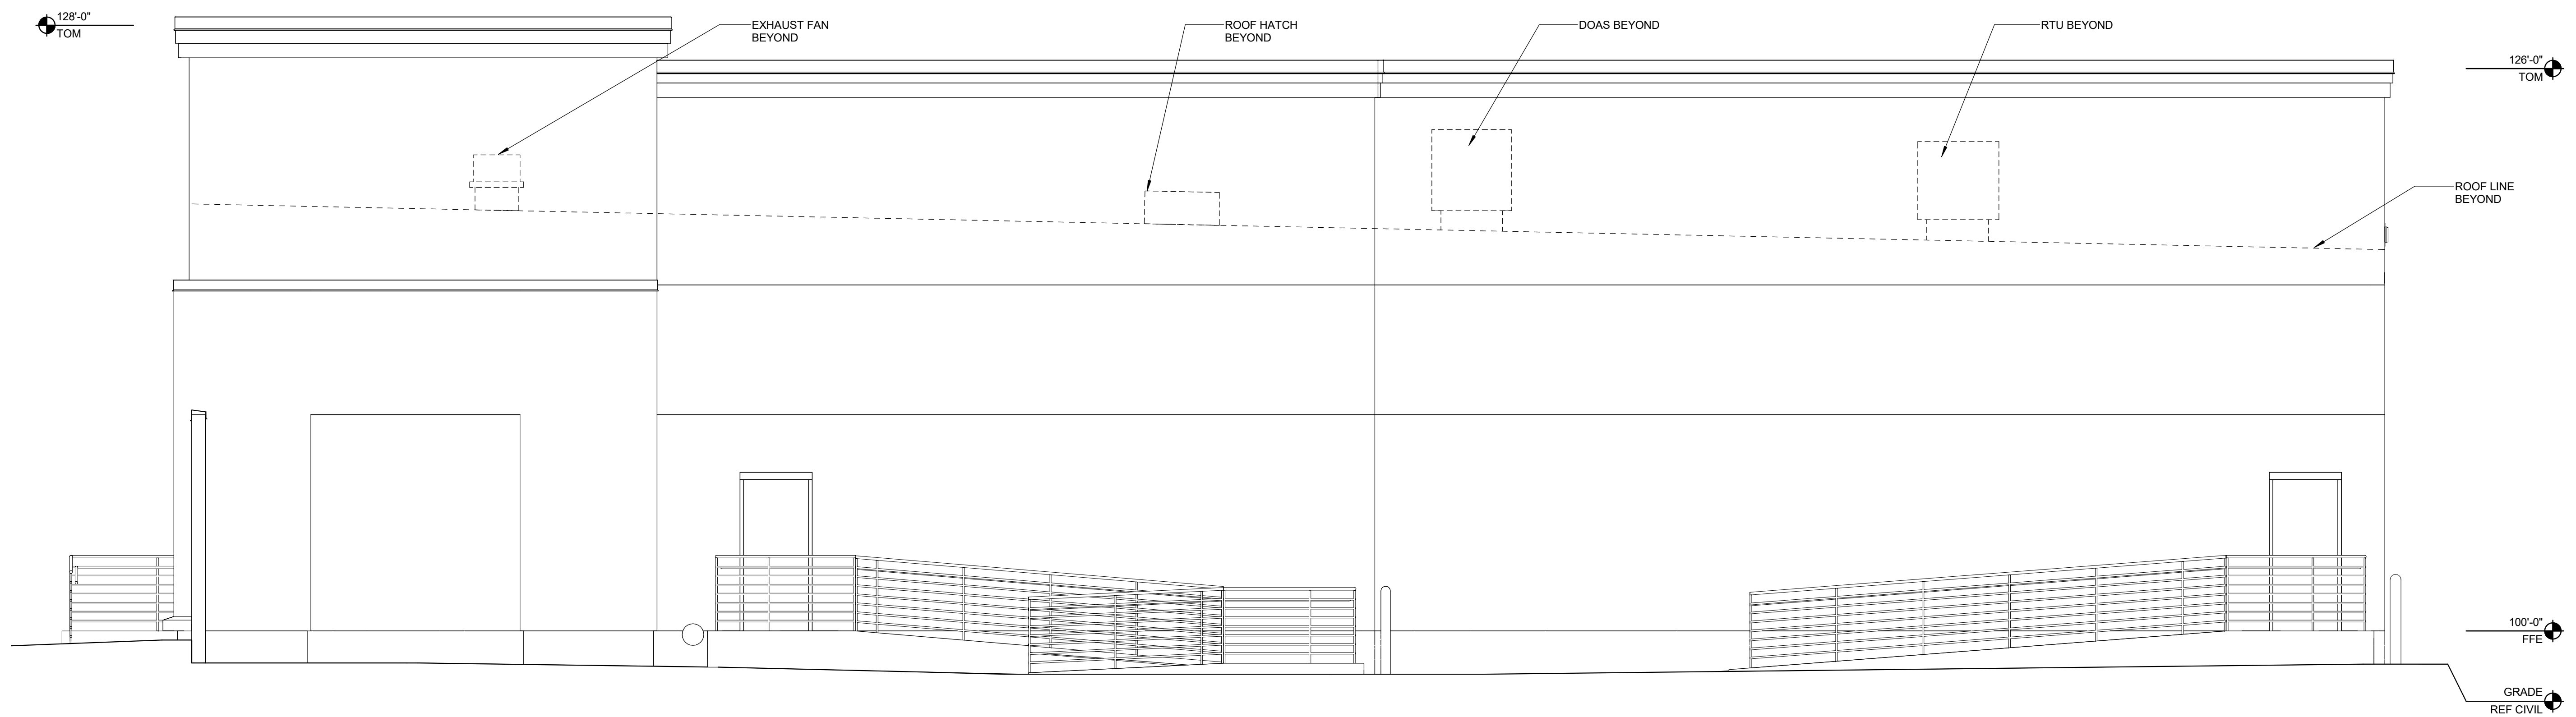 128'-0"
TOM
EXHAUST FAN
BEYOND
ROOF HATCH
BEYOND
DOAS BEYOND
RTU BEYOND
126'-0"
TOM
ROOF LINE
BEYOND
100'-0"
FFE
GRADE
REF CIVIL